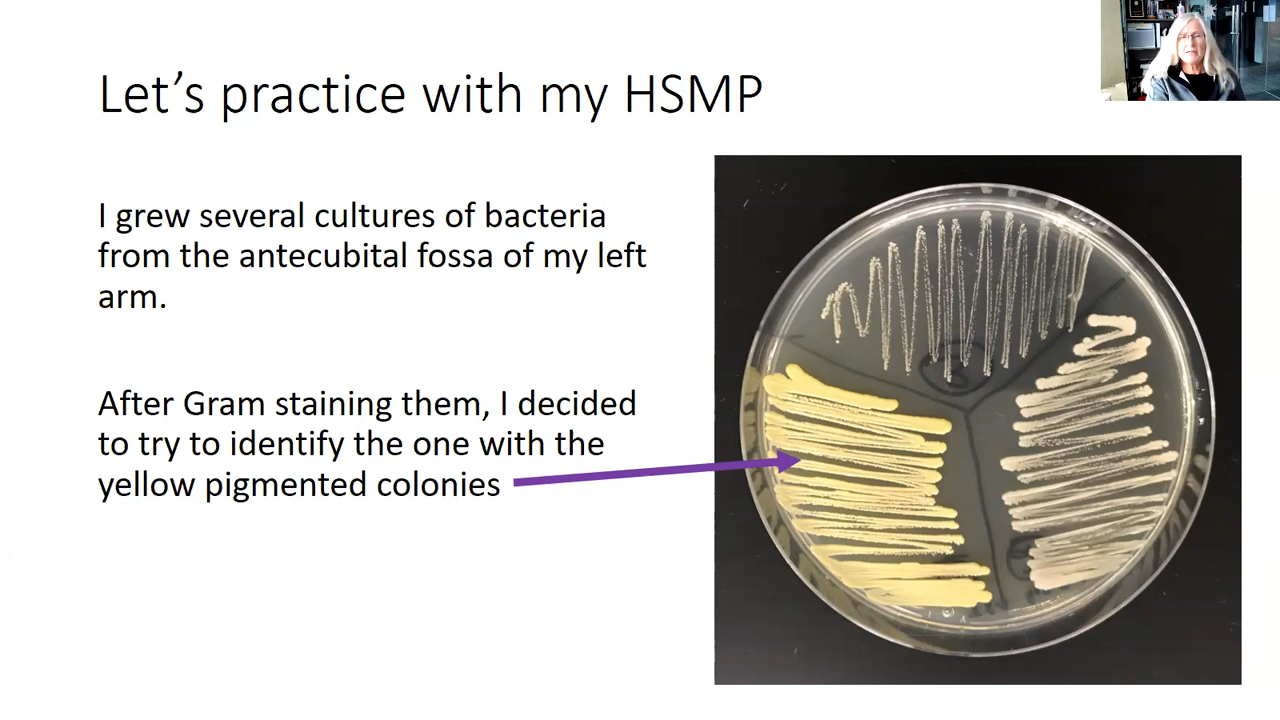 Let’s practice with my HSMP
I grew several cultures of bacteria
from the antecubital fossa of my left
arm.
After Gram staining them, I decided
to try to identify the one with the
yellow pigmented colonies